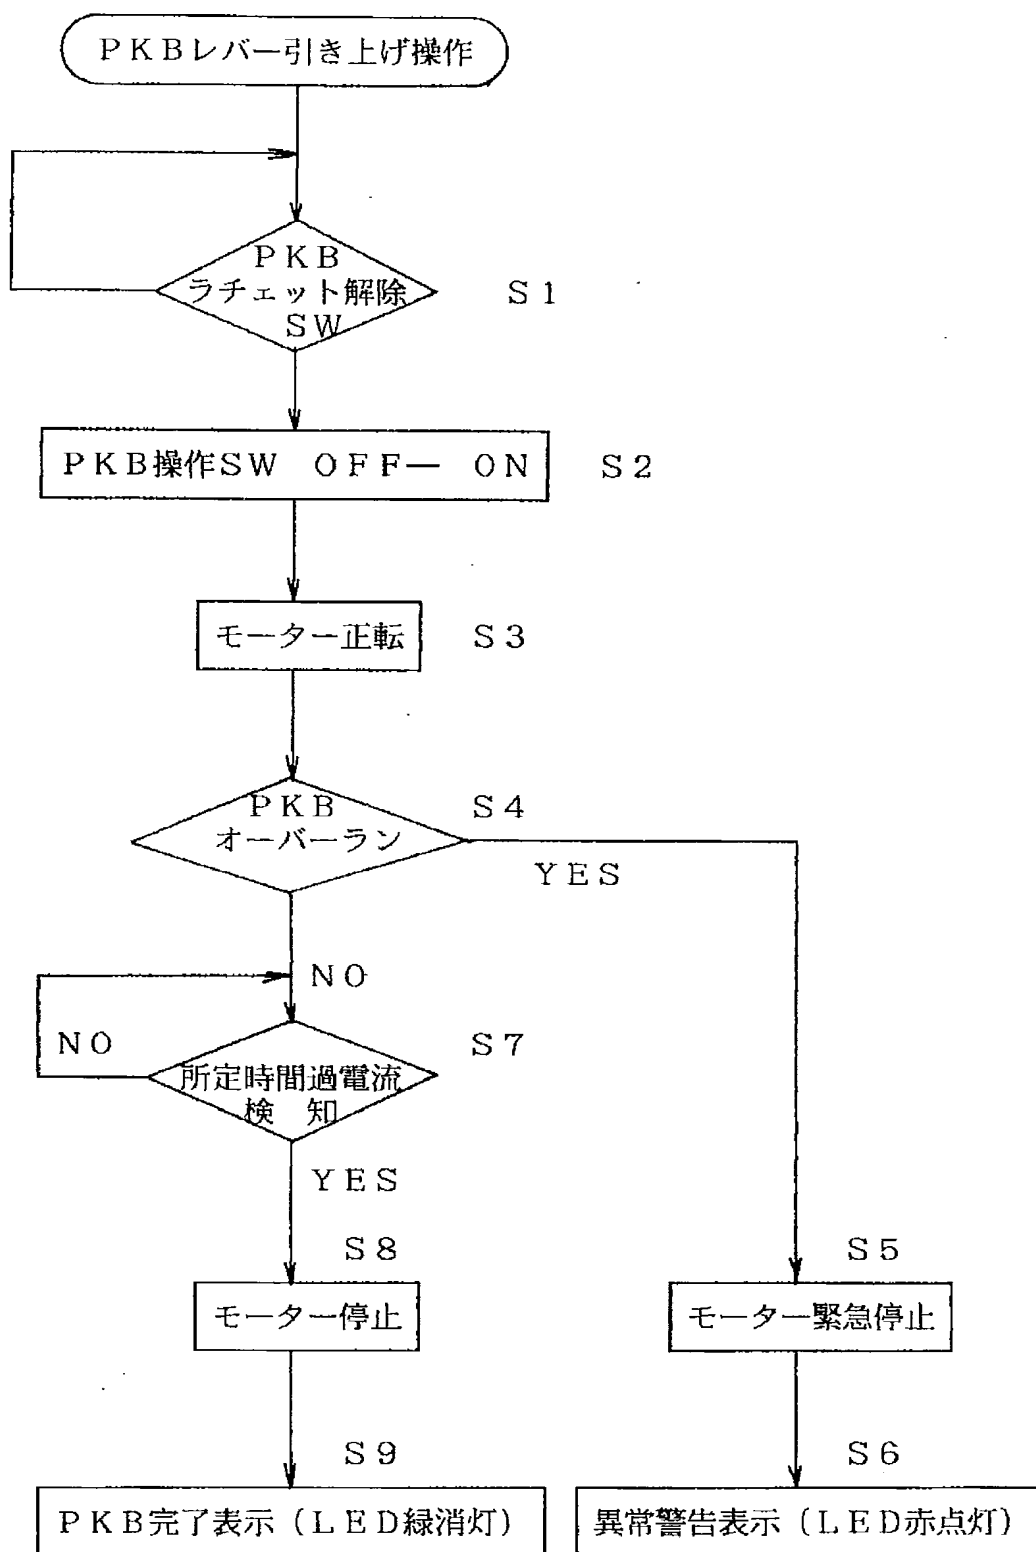 PKBレバー引き上げ操作
PKB
ラチェット解除
SW
S1
PKB操作SW OFF― ON
S2
モーター正転
S3
PKB
オーバーラン
S4
YES
NO
NO
S7
所定時間過電流
検 知
YES
S8
S5
モーター停止
モーター緊急停止
S9
S6
PKB完了表示(LED緑消灯)
異常警告表示(LED赤点灯)